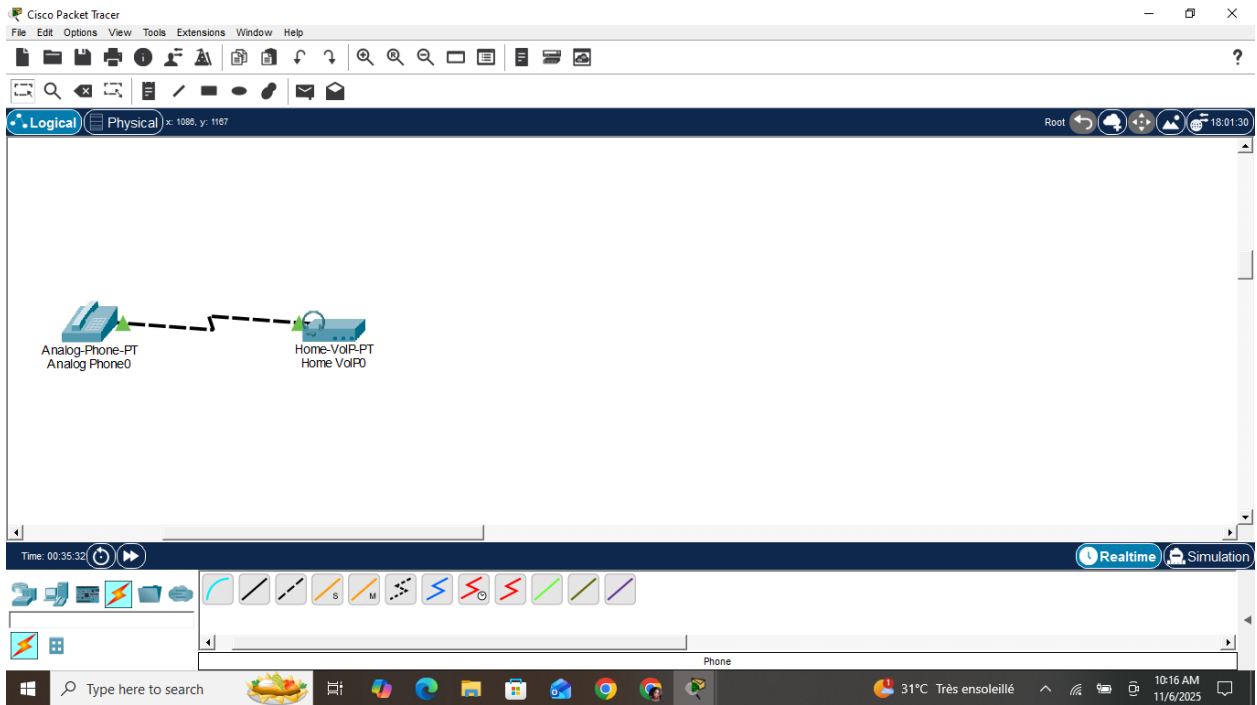 Cisco Packet Tracer
File Edit Options View Tools Extensions Window Help
?
Logical Physical x: 1086, y: 1167 Root 18:01:30
Analog-Phone-PT
Analog Phone0
Home-VoIP-PT
Home VoIP0
Time: 00:35:32 Realtime Simulation
S M
Phone
Type here to search 31°C Très ensoleillé 10:16 AM
11/6/2025